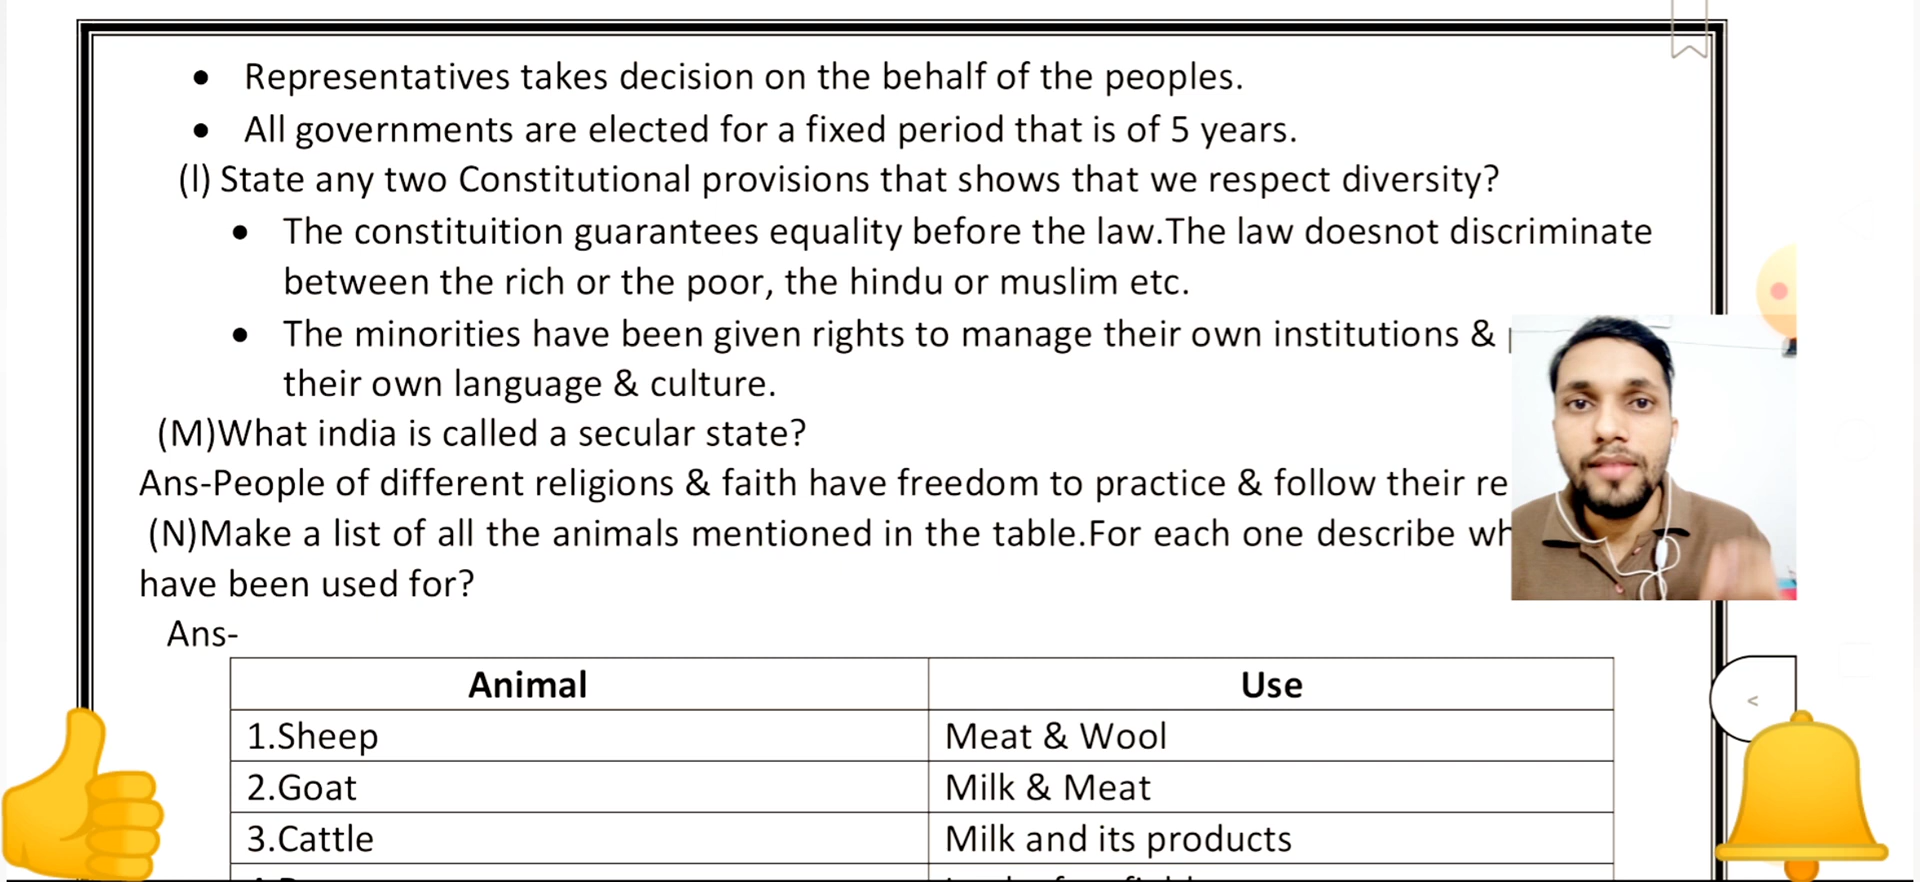 • Representatives takes decision on the behalf of the peoples.
• All governments are elected for a fixed period that is of 5 years.
(I) State any two Constitutional provisions that shows that we respect diversity?
• The constituition guarantees equality before the law.The law doesnot discriminate
between the rich or the poor, the hindu or muslim etc.
• The minorities have been given rights to manage their own institutions &
their own language & culture.
(M)What india is called a secular state?
Ans-People of different religions & faith have freedom to practice & follow their
(N)Make a list of all the animals mentioned in the table.For each one describe
have been used for?
Ans-
Animal Use
1.Sheep Meat & Wool
2.Goat Milk & Meat
3.Cattle Milk and its products
<